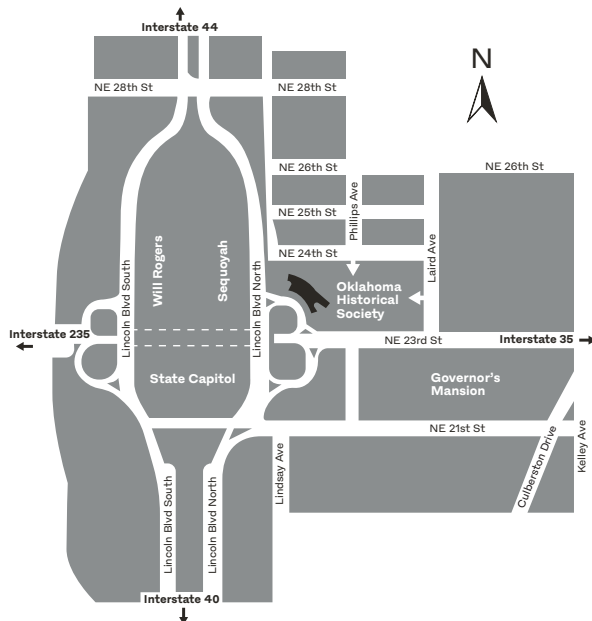 Interstate 44
N
NE 28th St
NE 28th St
NE 26th St
NE 26th St
Phillips Ave
NE 25th St
NE 24th St
Laird Ave
Will Rogers
Sequoyah
Lincoln Blvd South
Lincoln Blvd North
Oklahoma
Historical
Society
Interstate 235
NE 23rd St
Interstate 35
State Capitol
Governor's
Mansion
NE 21st St
Lindsay Ave
Culberston Drive
Kelley Ave
Lincoln Blvd South
Lincoln Blvd North
Interstate 40